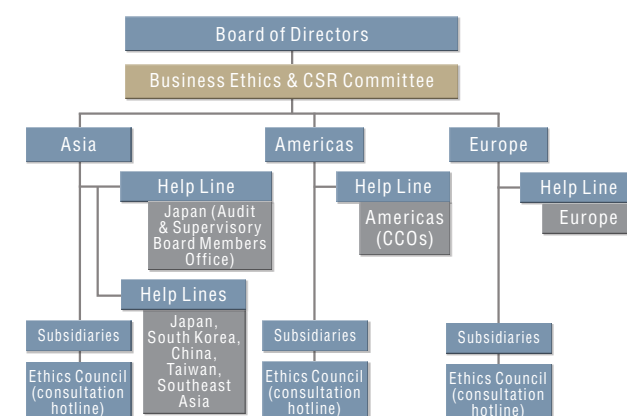 Board of Directors
Business Ethics & CSR Committee
Asia
Americas
Europe
Help Line
Japan (Audit
& Supervisory
Board Members
Office)
Help Line
Americas
(CCOs)
Help Line
Europe
Help Lines
Japan,
South Korea,
China,
Taiwan,
Southeast
Asia
Subsidiaries
Ethics Council
(consultation
hotline)
Subsidiaries
Ethics Council
(consultation
hotline)
Subsidiaries
Ethics Council
(consultation
hotline)